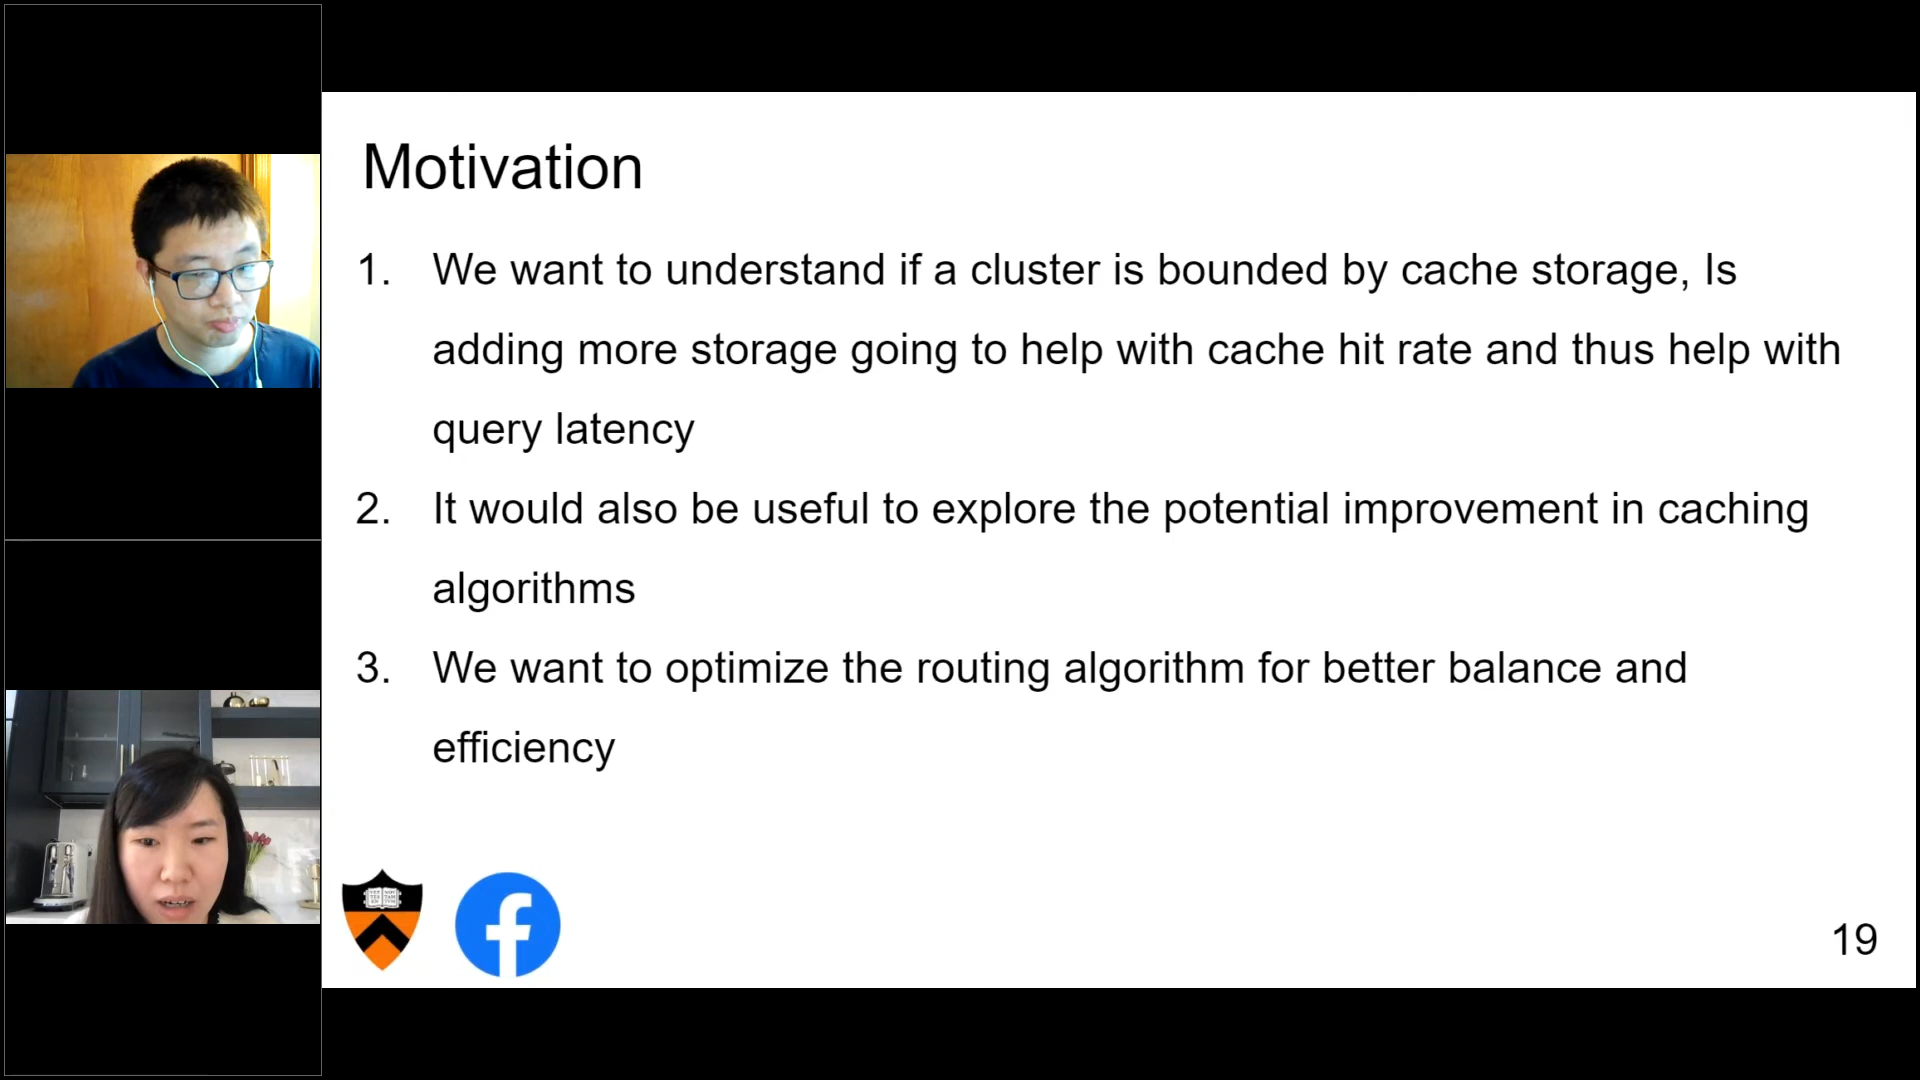 Motivation
1. We want to understand if a cluster is bounded by cache storage, Is
adding more storage going to help with cache hit rate and thus help with
query latency
2. It would also be useful to explore the potential improvement in caching
algorithms
3. We want to optimize the routing algorithm for better balance and
efficiency
19